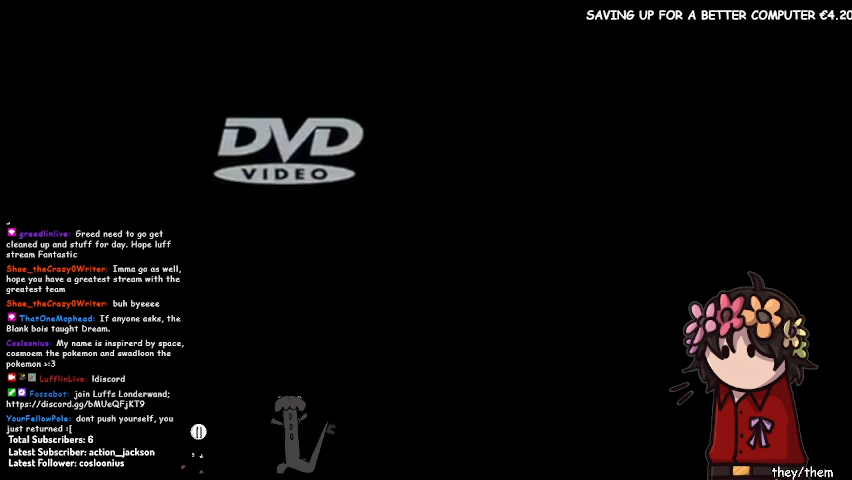 SAVING UP FOR A BETTER COMPUTER €4.20
DVD
VIDEO
greedlinlive: Greed need to go get
cleaned up and stuff for day. Hope luff
stream Fantastic
Shae_theCrazy0Writer: Imma go as well,
hope you have a greatest stream with the
greatest team
Shae_theCrazy0Writer: buh byeeee
ThatOneMophead: If anyone asks, the
Blank bois taught Dream.
Cosloonius: My name is inspirerd by space,
cosmoem the pokemon and swadloon the
pokemon >:3
LufflinLive: !discord
Fossabot: join Luffs Londerwand;
https://discord.gg/bMUeQFjKT9
YourFellowPole: dont push yourself, you
just returned :[
Total Subscribers: 6
Latest Subscriber: action_jackson
Latest Follower: cosloonius
they/them